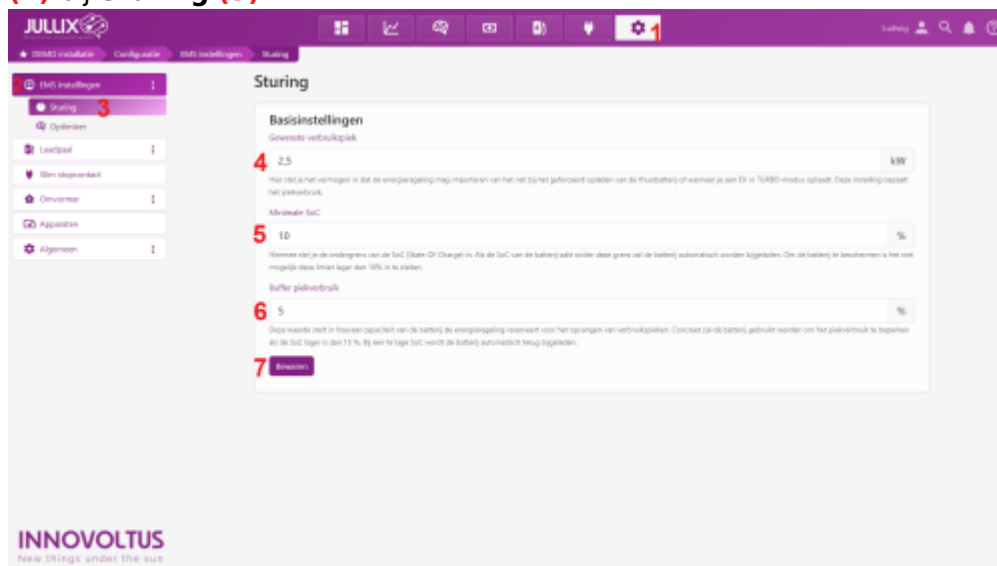 JULLIX
1
Ludwig
DEMO installatie Configuratie EMS instellingen Sturing
2 EMS Instellingen
Sturing 3
Optimizer
Laadpaal
Slim stopcontact
Omvormer
Apparaten
Algemeen
Sturing
Basisinstellingen
Gewenste verbruikspiek
4 2,5 kW
Hier stel je het vermogen in dat de energieregeling mag importeren van het net bij het geforceerd opladen van de thuisbatterij of wanneer je een EV in TURBO-modus oplaadt. Deze instelling bepaalt
het piekverbruik.
Minimale SoC
5 10 %
Hiermee stel je de ondergrens van de SoC (State Of Charge) in. Als de SoC van de batterij zakt onder deze grens zal de batterij automatisch worden bijgeladen. Om de batterij te beschermen is het niet
mogelijk deze limiet lager dan 10% in te stellen.
Buffer piekverbruik
6 5 %
Deze waarde stelt in hoeveel capaciteit van de batterij de energieregeling reserveert voor het opvangen van verbruikspieken. Concreet zal de batterij gebruikt worden om het piekverbruik te beperken
als de SoC lager is dan 15 %. Bij een te lage SoC wordt de batterij automatisch terug bijgeladen.
7 Bewaren
INNOVOLTUS
New things under the sun